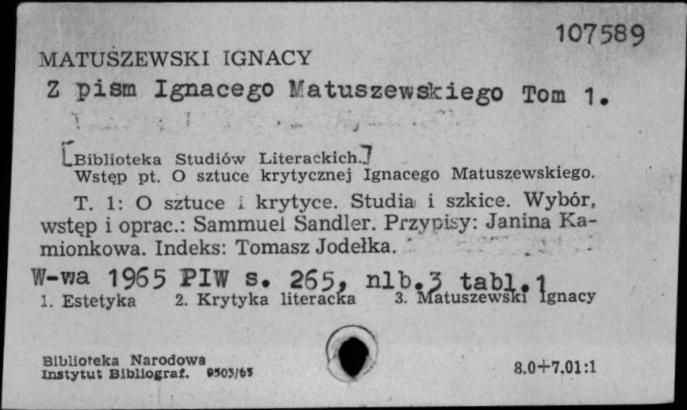 107589
MATUSZEWSKI IGNACY
Z pism Ignacego Matuszewskiego Tom 1.
[Biblioteka Studiów Literackich.]
Wstęp pt. O sztuce krytycznej Ignacego Matuszewskiego.
T. 1: O sztuce i krytyce. Studia i szkice. Wybór,
wstęp i oprac.: Sammuel Sandler. Przypisy: Janina Ka-
mionkowa. Indeks: Tomasz Jodełka.
W-wa 1965 PIW s. 265, nlb.3 tabl.1
1. Estetyka 2. Krytyka literacka 3. Matuszewski Ignacy
Biblioteka Narodowa
Instytut Bibliograf. 0503/65
8.0+7.01:1